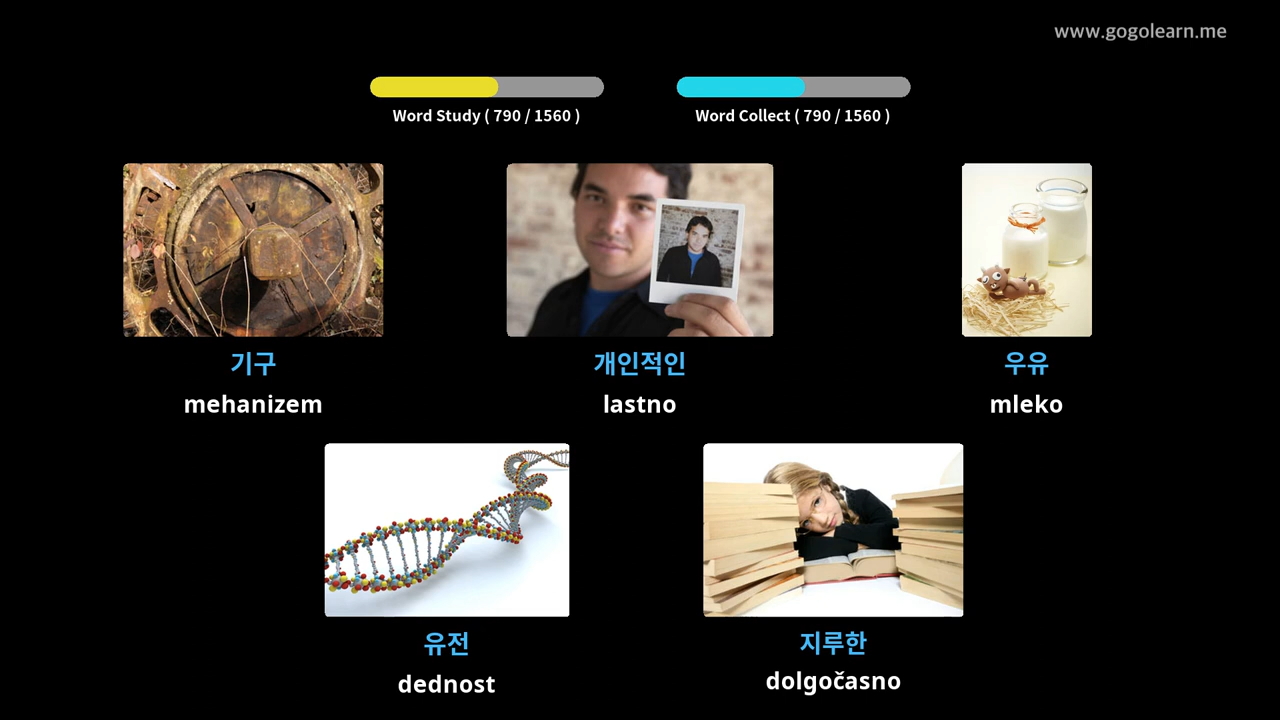 www.gogolearn.me
Word Study ( 790 / 1560 )
Word Collect ( 790 / 1560 )
기구
개인적인
우유
mehanizem
lastno
mleko
유전
지루한
dednost
dolgočasno